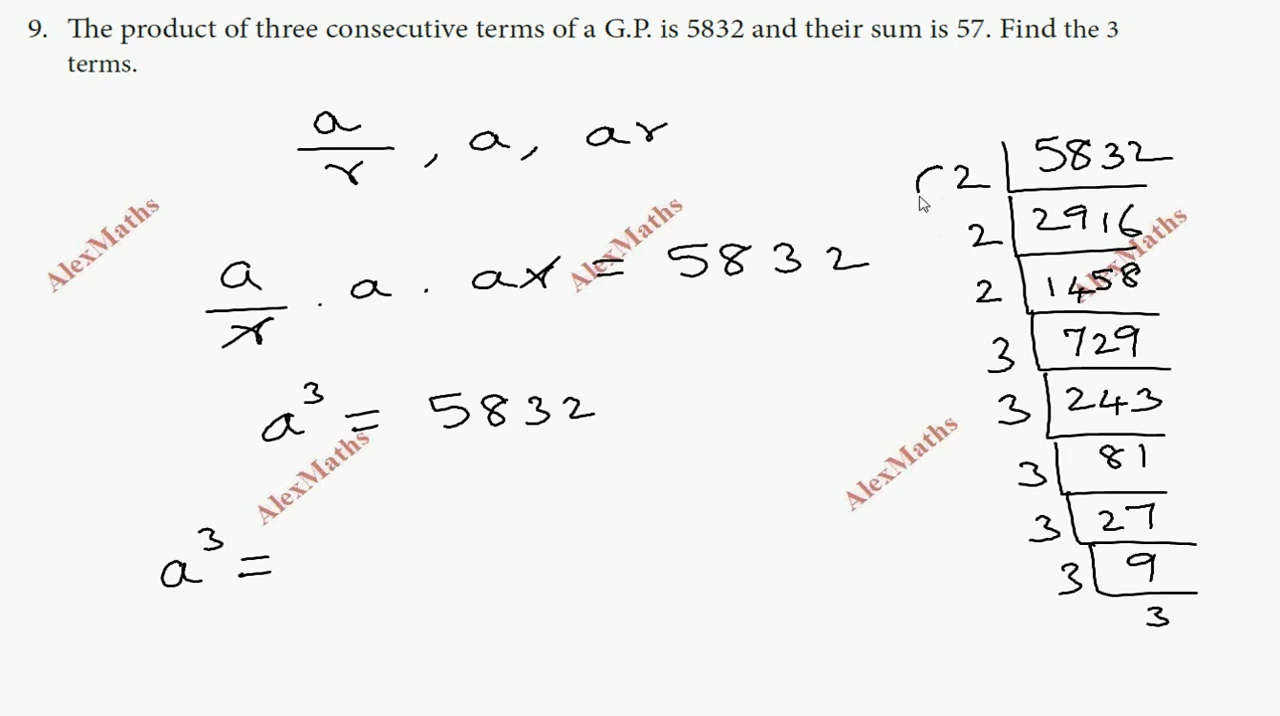 9. The product of three consecutive terms of a G.P. is 5832 and their sum is 57. Find the 3
terms.
a/r , a, ar
AlexMaths
a/r . a . ar = 5832
AlexMaths
a³ = 5832
AlexMaths
a³ =
AlexMaths
2 | 5832
2 | 2916
AlexMaths
2 | 1458
3 | 729
3 | 243
3 | 81
3 | 27
3 | 9
3